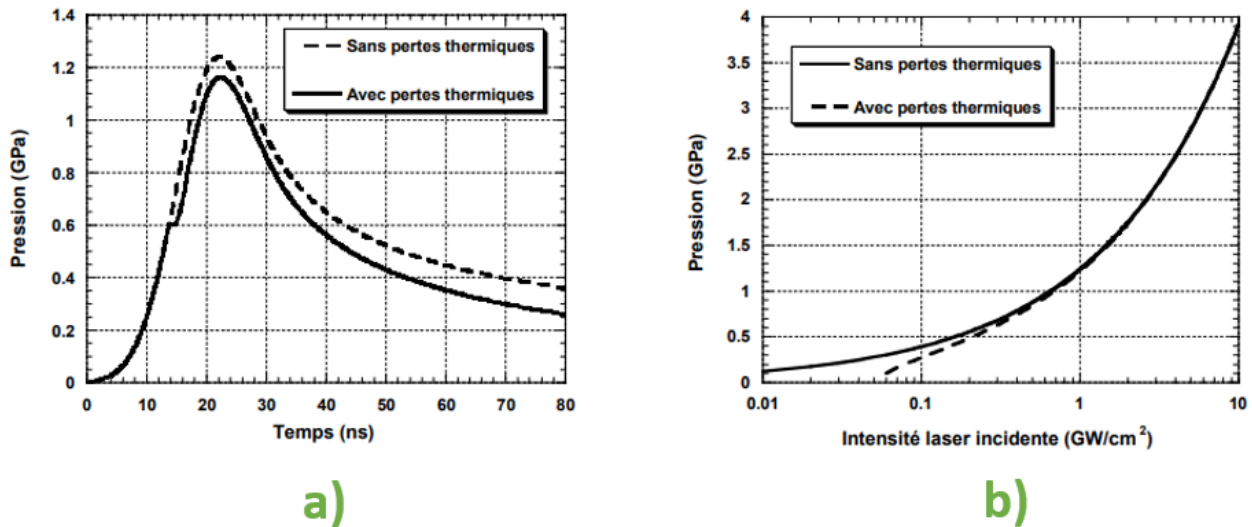 1.4
1.2
1
0.8
0.6
0.4
0.2
0
Pression (GPa)
Sans pertes thermiques
Avec pertes thermiques
0 10 20 30 40 50 60 70 80
Temps (ns)
a)
4
3.5
3
2.5
2
1.5
1
0.5
0
Pression (GPa)
Sans pertes thermiques
Avec pertes thermiques
0.01 0.1 1 10
Intensité laser incidente (GW/cm²)
b)